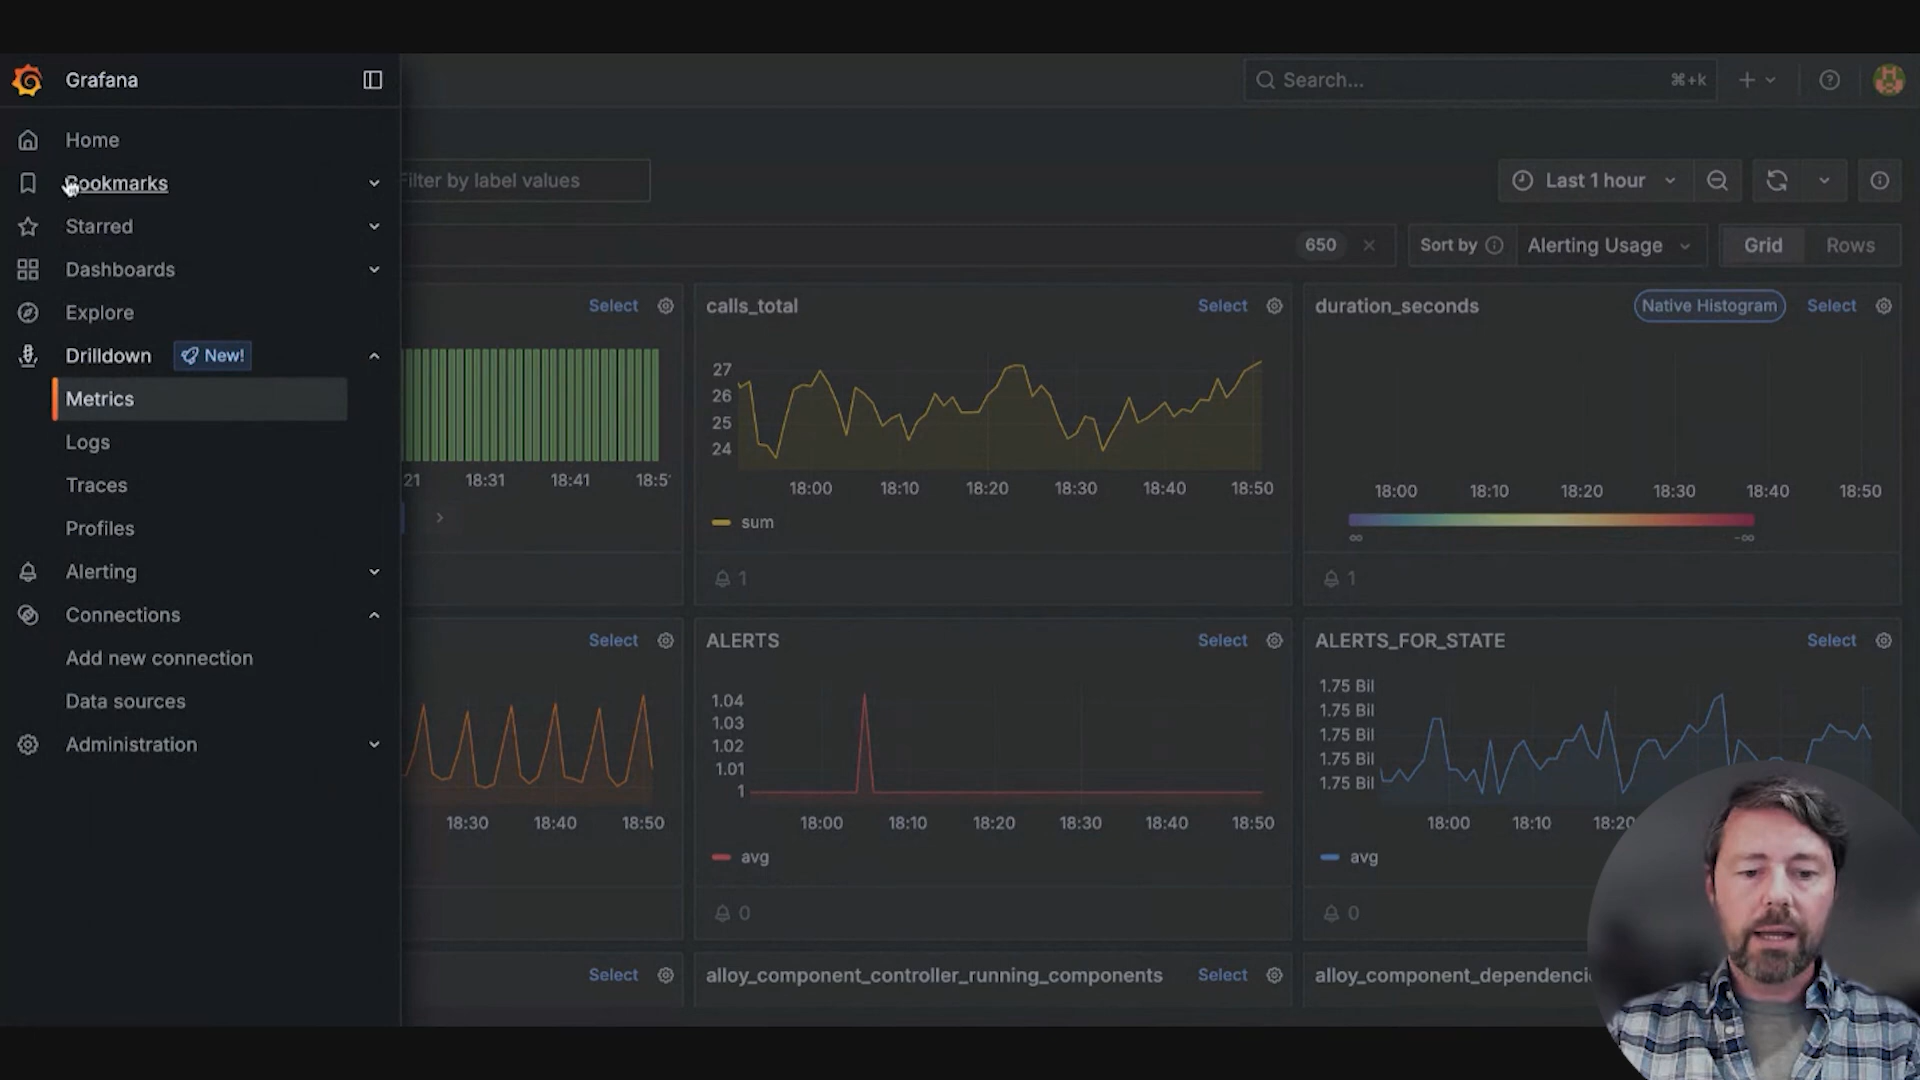 Grafana
Search...
⌘+k
Home
Bookmarks
Starred
Dashboards
Explore
Drilldown
New!
Metrics
Logs
Traces
Profiles
Alerting
Connections
Add new connection
Data sources
Administration
Filter by label values
Last 1 hour
650
Sort by
Alerting Usage
Grid
Rows
Select
21
18:31
18:41
18:5
calls_total
Select
27
26
25
24
18:00
18:10
18:20
18:30
18:40
18:50
sum
1
duration_seconds
Native Histogram
Select
18:00
18:10
18:20
18:30
18:40
18:50
∞
-∞
1
Select
18:30
18:40
18:50
ALERTS
Select
1.04
1.03
1.02
1.01
1
18:00
18:10
18:20
18:30
18:40
18:50
avg
0
ALERTS_FOR_STATE
Select
1.75 Bil
1.75 Bil
1.75 Bil
1.75 Bil
1.75 Bil
18:00
18:10
18:20
avg
0
Select
alloy_component_controller_running_components
Select
alloy_component_dependenci